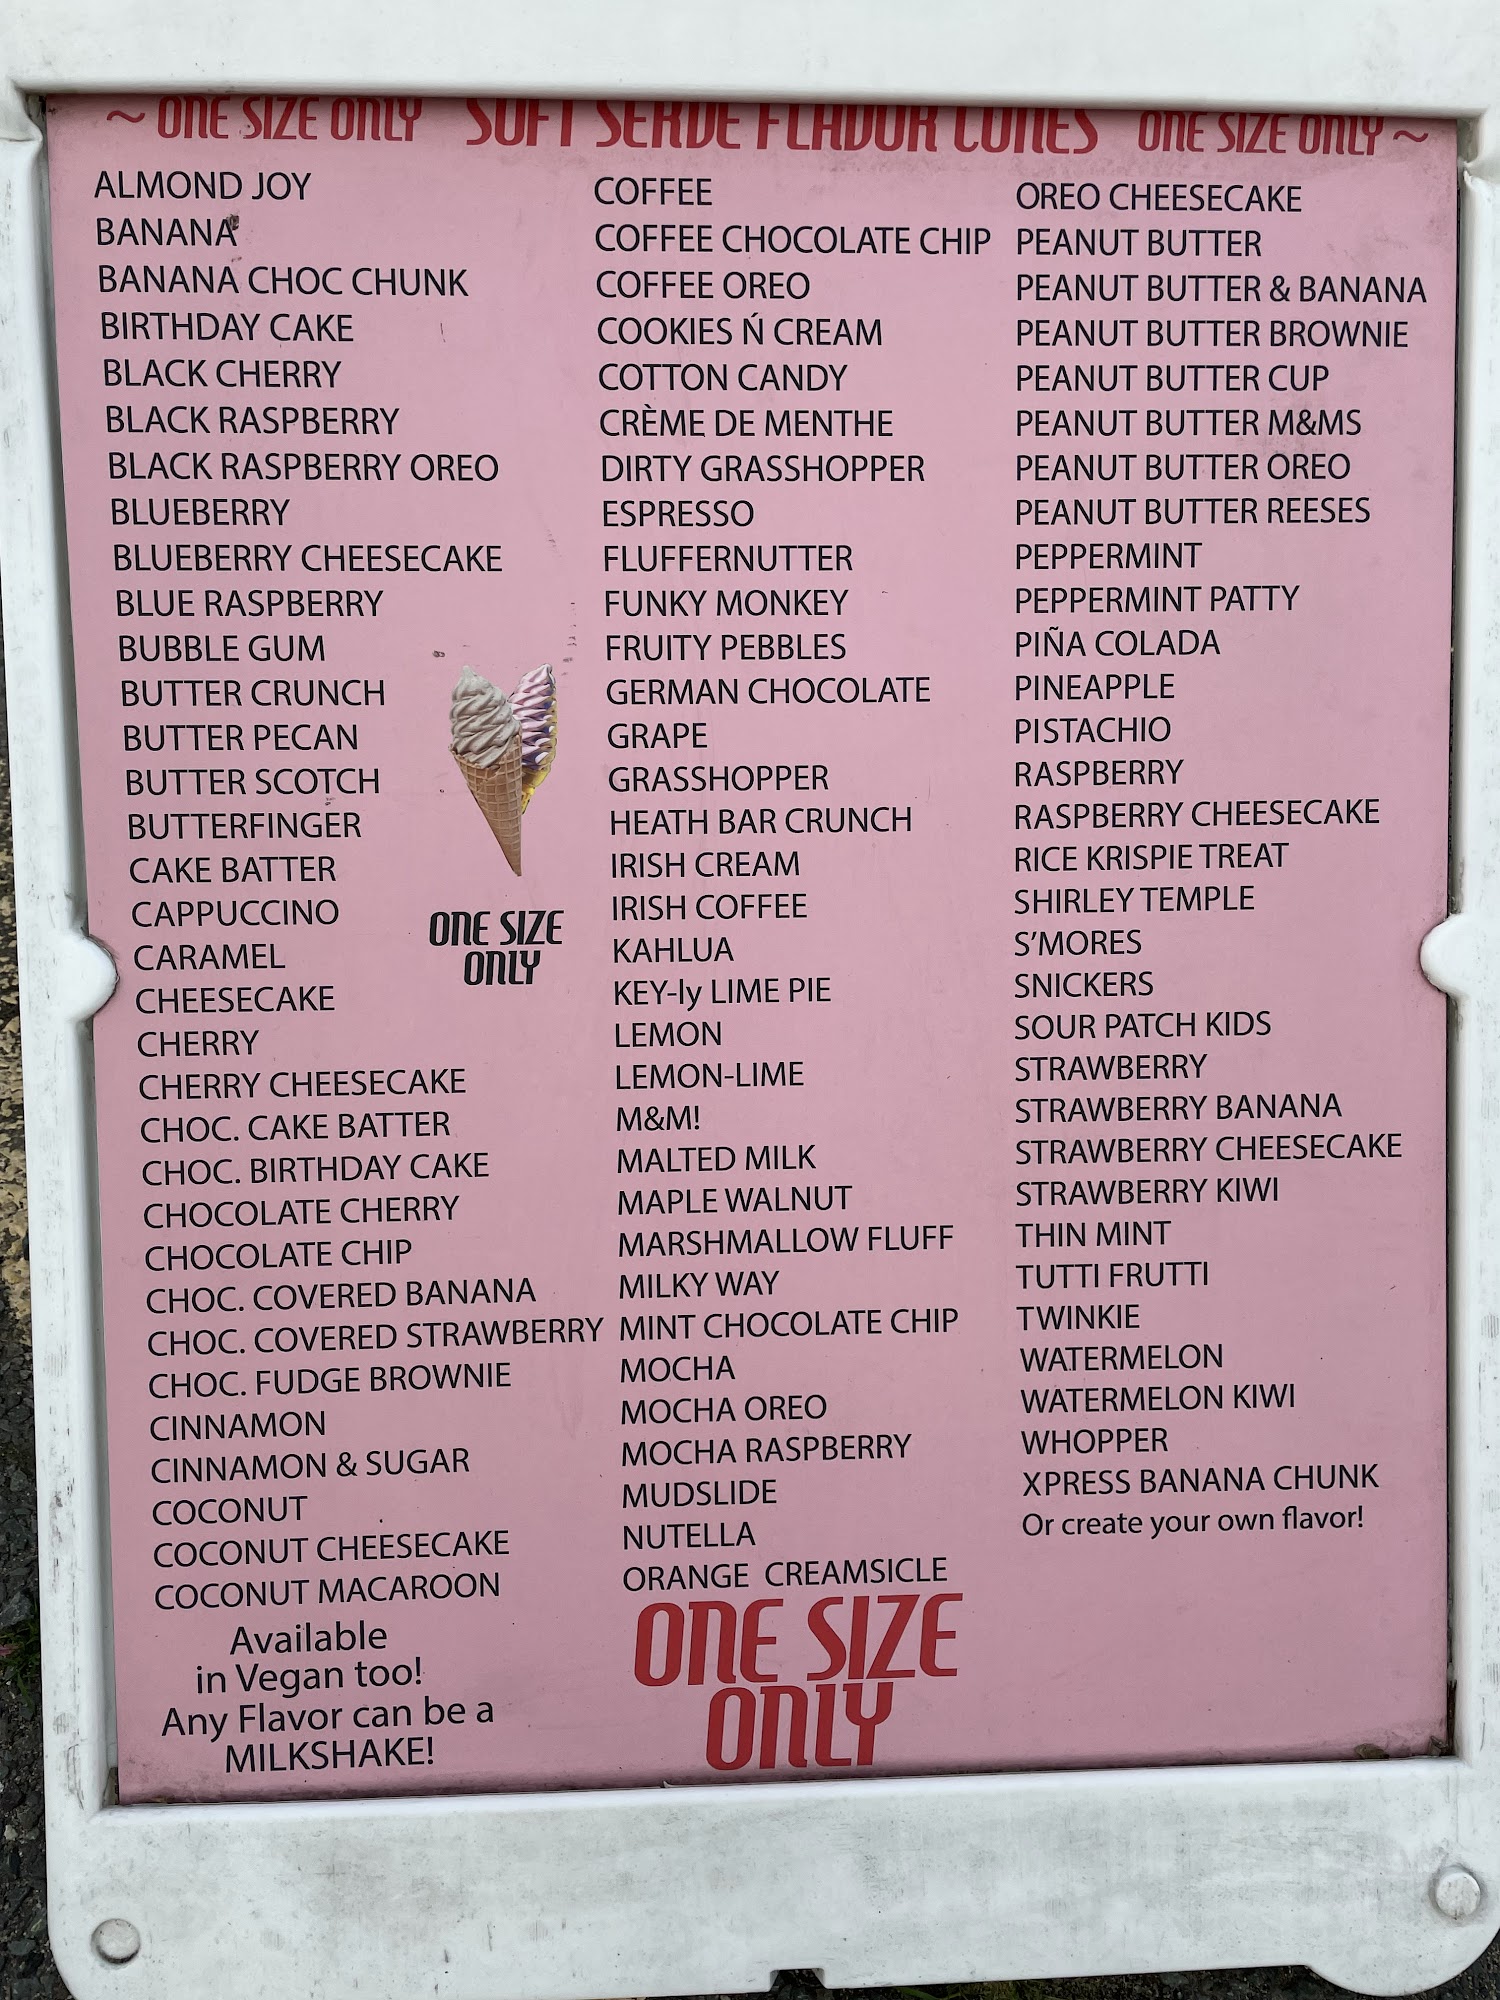 ~ ONE SIZE ONLY SOFT SERVE FLAVOR CONES ONE SIZE ONLY ~
ALMOND JOY
BANANA
BANANA CHOC CHUNK
BIRTHDAY CAKE
BLACK CHERRY
BLACK RASPBERRY
BLACK RASPBERRY OREO
BLUEBERRY
BLUEBERRY CHEESECAKE
BLUE RASPBERRY
BUBBLE GUM
BUTTER CRUNCH
BUTTER PECAN
BUTTER SCOTCH
BUTTERFINGER
CAKE BATTER
CAPPUCCINO
CARAMEL
CHEESECAKE
CHERRY
CHERRY CHEESECAKE
CHOC. CAKE BATTER
CHOC. BIRTHDAY CAKE
CHOCOLATE CHERRY
CHOCOLATE CHIP
CHOC. COVERED BANANA
CHOC. COVERED STRAWBERRY
CHOC. FUDGE BROWNIE
CINNAMON
CINNAMON & SUGAR
COCONUT
COCONUT CHEESECAKE
COCONUT MACAROON
Available
in Vegan too!
Any Flavor can be a
MILKSHAKE!
ONE SIZE
ONLY
COFFEE
COFFEE CHOCOLATE CHIP
COFFEE OREO
COOKIES Ń CREAM
COTTON CANDY
CRÈME DE MENTHE
DIRTY GRASSHOPPER
ESPRESSO
FLUFFERNUTTER
FUNKY MONKEY
FRUITY PEBBLES
GERMAN CHOCOLATE
GRAPE
GRASSHOPPER
HEATH BAR CRUNCH
IRISH CREAM
IRISH COFFEE
KAHLUA
KEY-ly LIME PIE
LEMON
LEMON-LIME
M&M!
MALTED MILK
MAPLE WALNUT
MARSHMALLOW FLUFF
MILKY WAY
MINT CHOCOLATE CHIP
MOCHA
MOCHA OREO
MOCHA RASPBERRY
MUDSLIDE
NUTELLA
ORANGE CREAMSICLE
ONE SIZE
ONLY
OREO CHEESECAKE
PEANUT BUTTER
PEANUT BUTTER & BANANA
PEANUT BUTTER BROWNIE
PEANUT BUTTER CUP
PEANUT BUTTER M&MS
PEANUT BUTTER OREO
PEANUT BUTTER REESES
PEPPERMINT
PEPPERMINT PATTY
PIÑA COLADA
PINEAPPLE
PISTACHIO
RASPBERRY
RASPBERRY CHEESECAKE
RICE KRISPIE TREAT
SHIRLEY TEMPLE
S'MORES
SNICKERS
SOUR PATCH KIDS
STRAWBERRY
STRAWBERRY BANANA
STRAWBERRY CHEESECAKE
STRAWBERRY KIWI
THIN MINT
TUTTI FRUTTI
TWINKIE
WATERMELON
WATERMELON KIWI
WHOPPER
XPRESS BANANA CHUNK
Or create your own flavor!